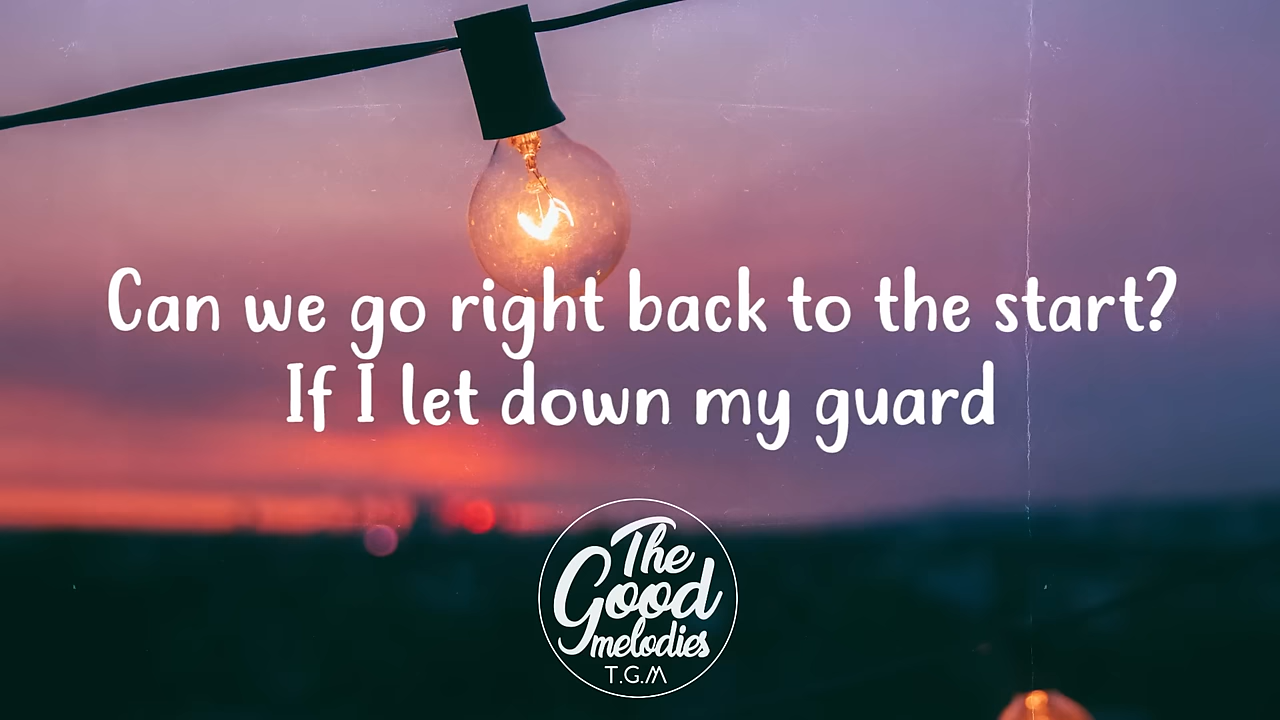 Can we go right back to the start?
If I let down my guard
The
Good
melodies
T.G.M